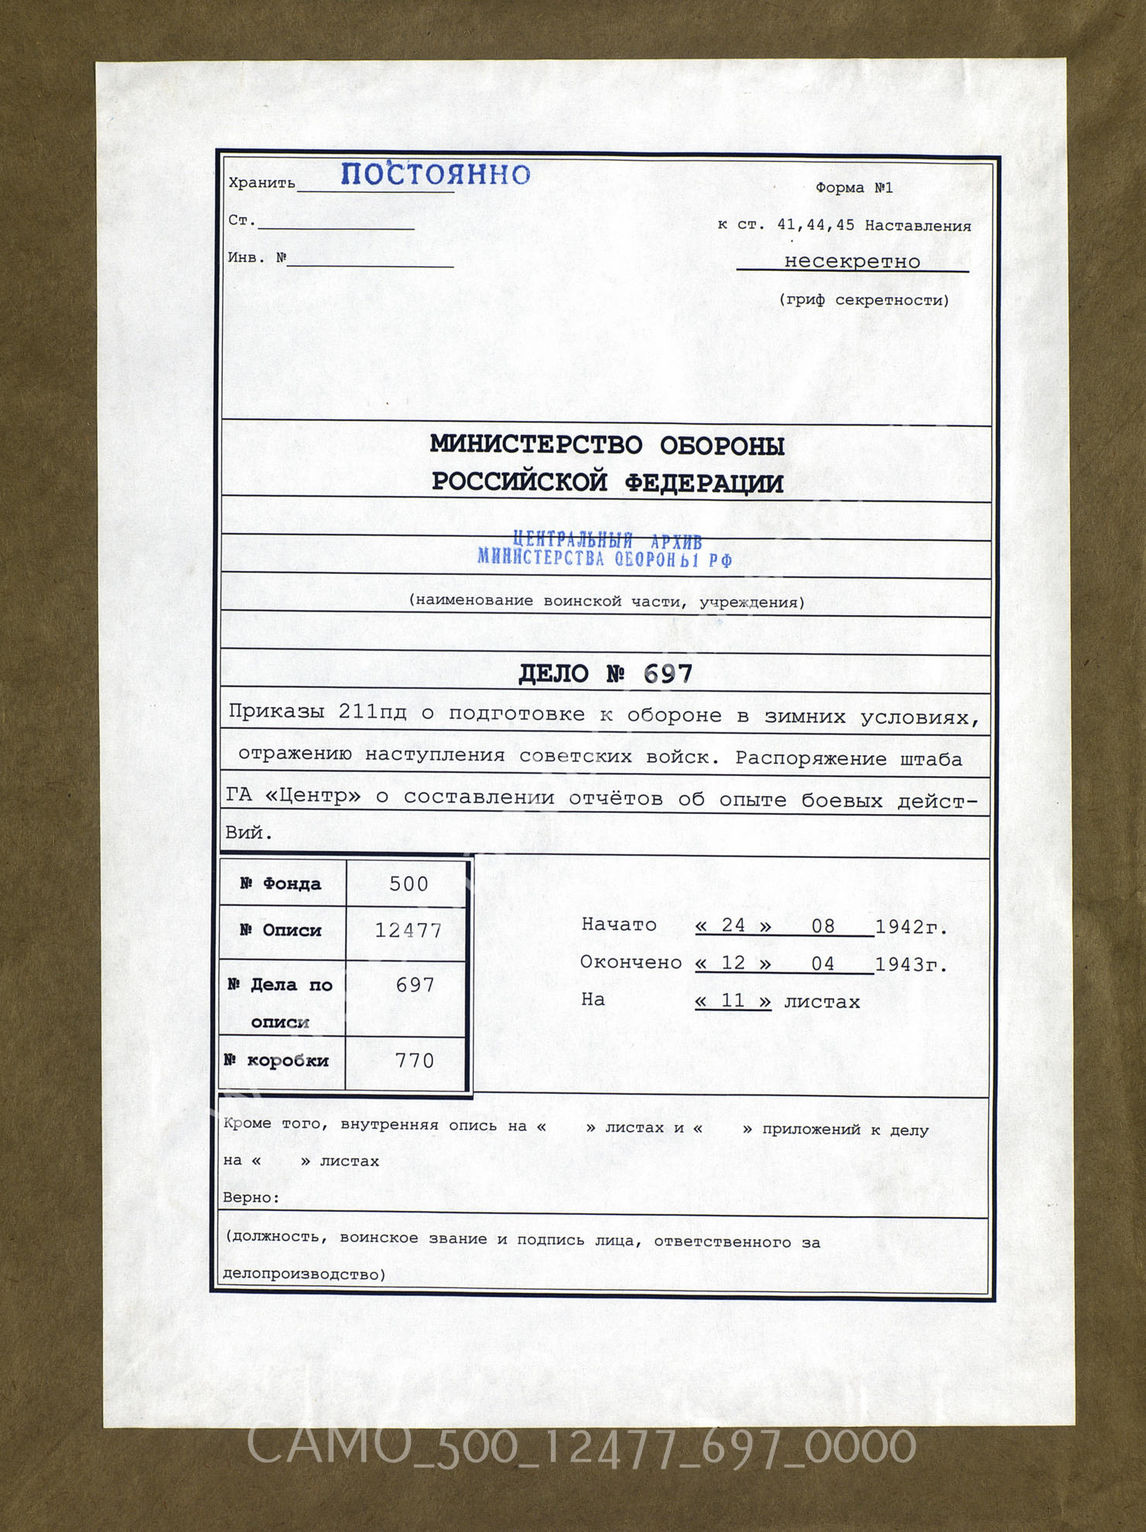 Хранить ПОСТОЯННО
Форма №1
Ст.
к ст. 41,44,45 Наставления
Инв. №
несекретно
(гриф секретности)
МИНИСТЕРСТВО ОБОРОНЫ
РОССИЙСКОЙ ФЕДЕРАЦИИ
ЦЕНТРАЛЬНЫЙ АРХИВ
МИНИСТЕРСТВА ОБОРОНЫ РФ
(наименование воинской части, учреждения)
ДЕЛО № 697
Приказы 211пд о подготовке к обороне в зимних условиях,
отражению наступления советских войск. Распоряжение штаба
ГА «Центр» о составлении отчётов об опыте боевых дейст-
Вий.
№ Фонда 500
№ Описи 12477
№ Дела по описи 697
№ коробки 770
Начато « 24 » 08 1942г.
Окончено « 12 » 04 1943г.
На « 11 » листах
Кроме того, внутренняя опись на « » листах и « » приложений к делу
на « » листах
Верно:
(должность, воинское звание и подпись лица, ответственного за
делопроизводство)
CAMO_500_12477_697_0000